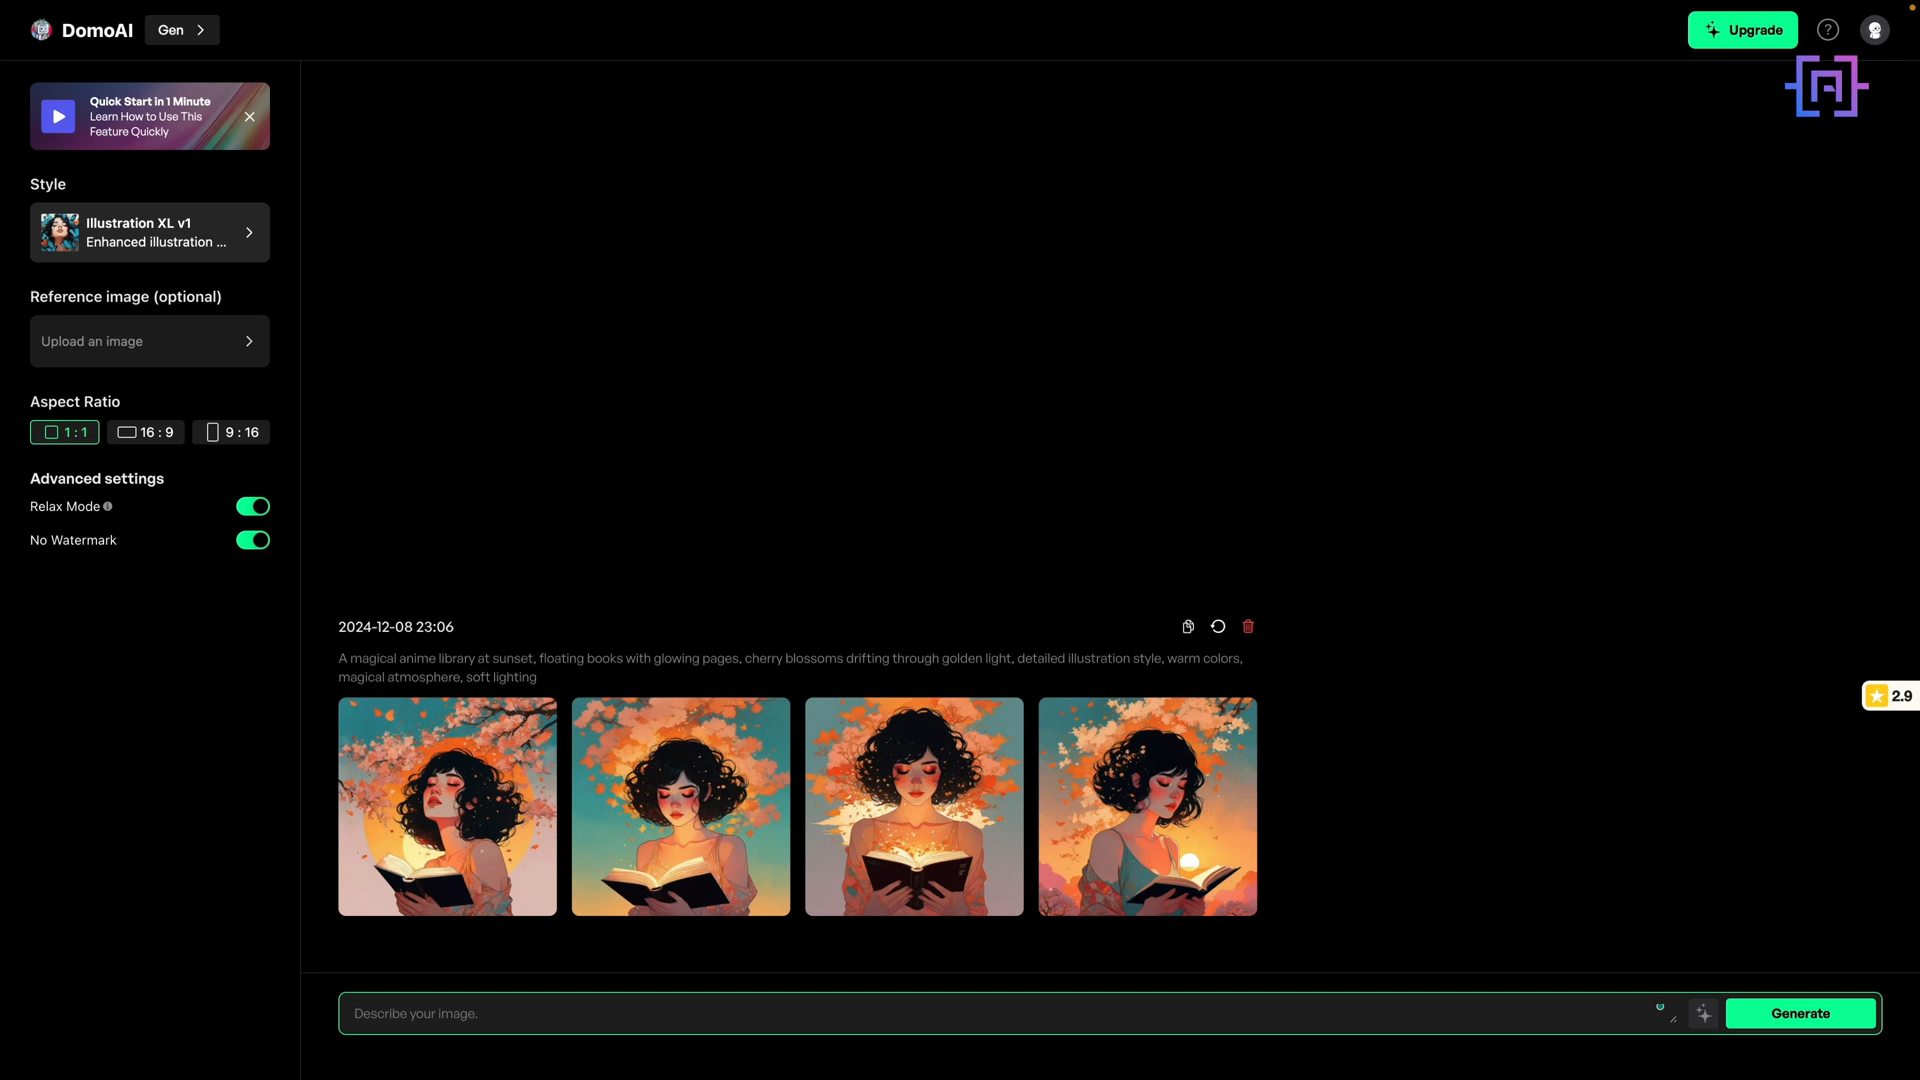 DomoAI
Gen
Upgrade
Quick Start in 1 Minute
Learn How to Use This
Feature Quickly
Style
Illustration XL v1
Enhanced illustration ...
Reference image (optional)
Upload an image
Aspect Ratio
1 : 1
16 : 9
9 : 16
Advanced settings
Relax Mode
No Watermark
2024-12-08 23:06
A magical anime library at sunset, floating books with glowing pages, cherry blossoms drifting through golden light, detailed illustration style, warm colors,
magical atmosphere, soft lighting
2.9
Describe your image.
Generate